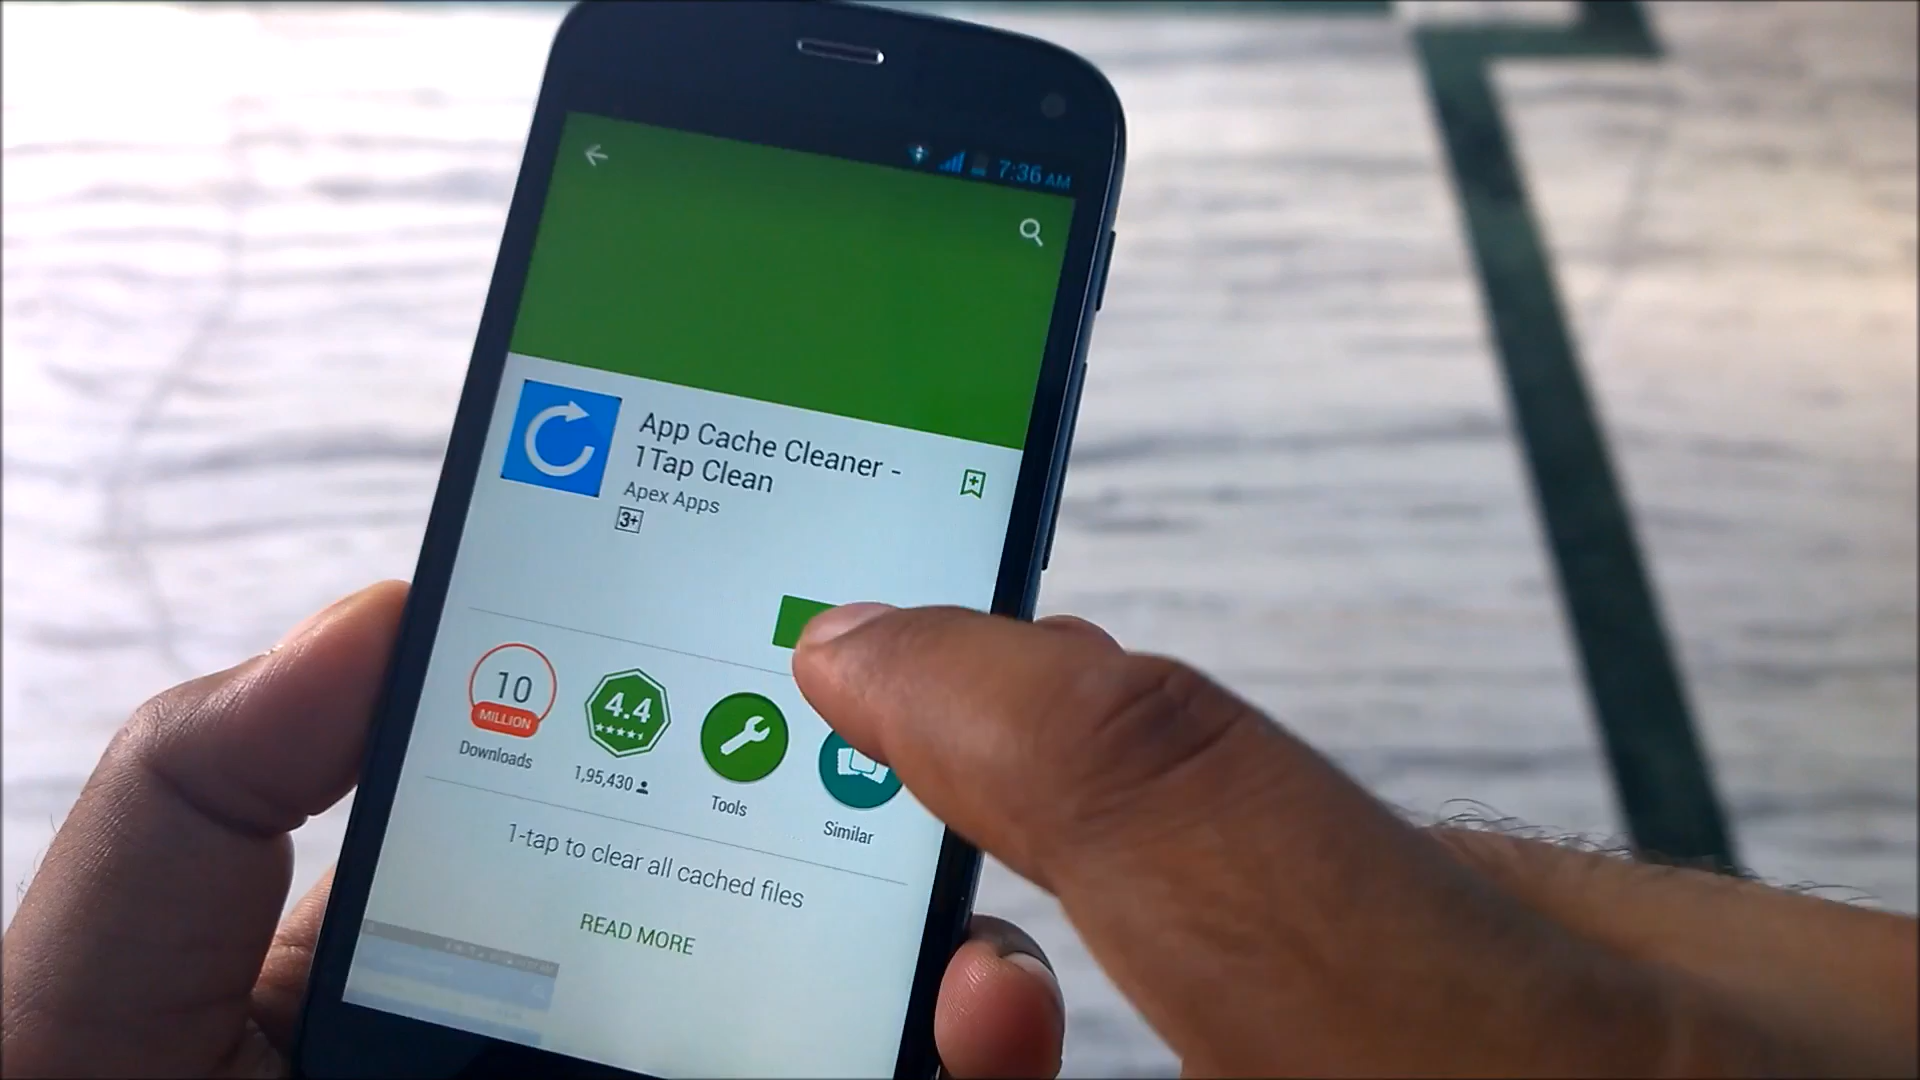 7:36 AM
App Cache Cleaner -
1Tap Clean
Apex Apps
3+
10
MILLION
Downloads
4.4
1,95,430
Tools
Similar
1-tap to clear all cached files
READ MORE